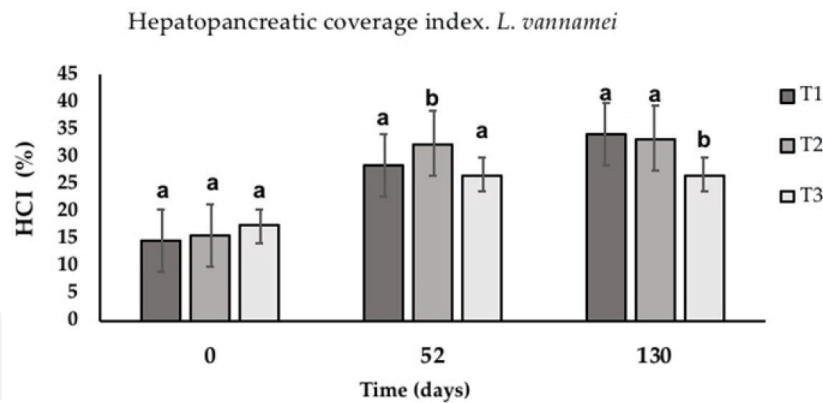 Hepatopancreatic coverage index. L. vannamei
45
40
35
30
25
20
15
10
5
0
HCI (%)
a a a
a b a
a a b
0 52 130
Time (days)
T1
T2
T3